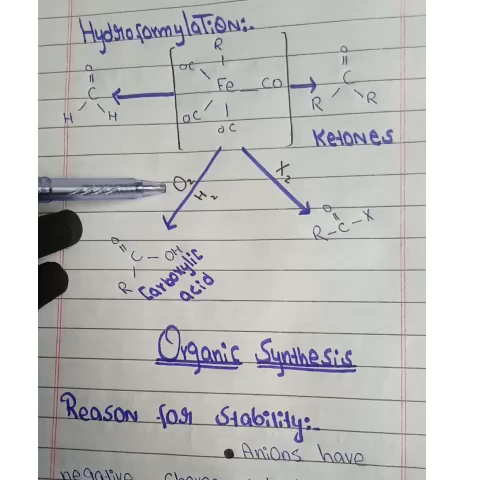 HydroformylATION:-
R
OC
Fe — CO
OC
OC
O
C
H H
O
C
R R
KETONES
O2
H2
X2
O
C — OH
R
Carboxylic
acid
O
R — C — X
Organic Synthesis
Reason for Stability:-
• Anions have
negative